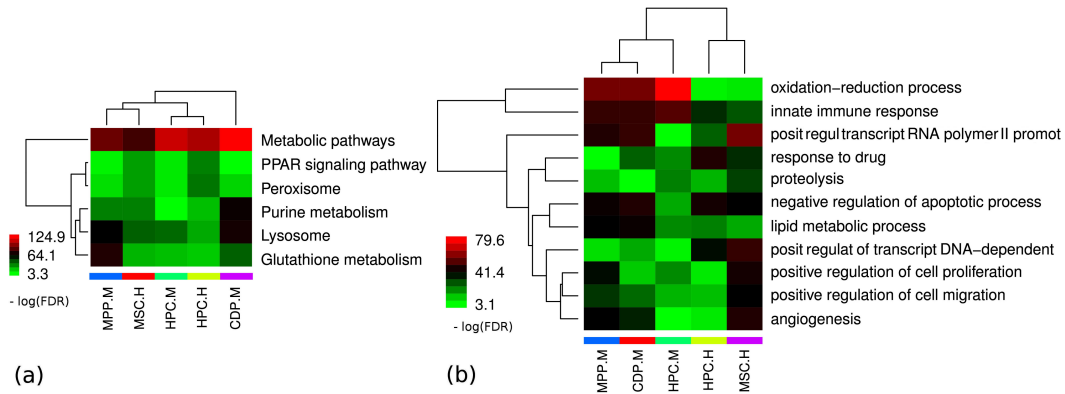 Metabolic pathways
PPAR signaling pathway
Peroxisome
Purine metabolism
Lysosome
Glutathione metabolism
124.9
64.1
3.3
- log(FDR)
MPP.M
MSC.H
HPC.M
HPC.H
CDP.M
(a)
oxidation-reduction process
innate immune response
posit regul transcript RNA polymer II promot
response to drug
proteolysis
negative regulation of apoptotic process
lipid metabolic process
posit regulat of transcript DNA-dependent
positive regulation of cell proliferation
positive regulation of cell migration
angiogenesis
79.6
41.4
3.1
- log(FDR)
MPP.M
CDP.M
HPC.M
HPC.H
MSC.H
(b)